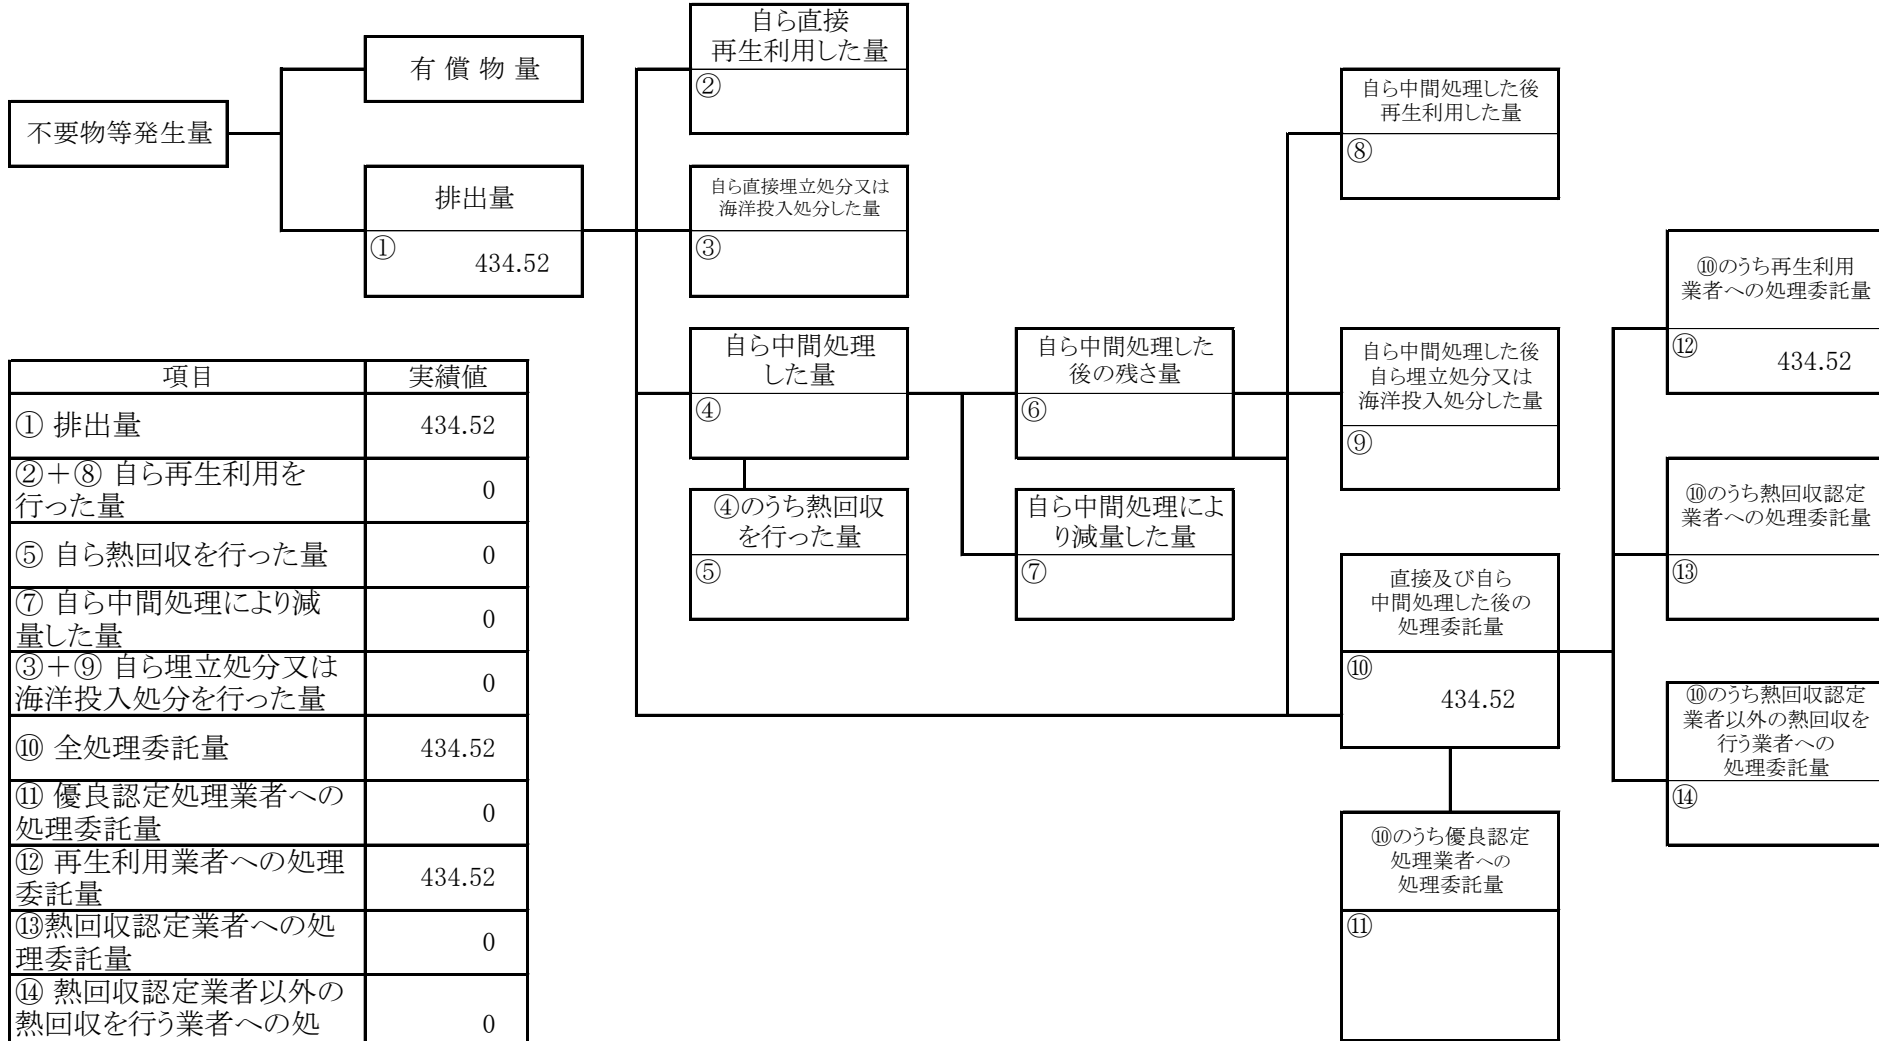 不要物等発生量
有 償 物 量
排出量
①
434.52
自ら直接
再生利用した量
②
自ら直接埋立処分又は
海洋投入処分した量
③
自ら中間処理
した量
④
④のうち熱回収
を行った量
⑤
自ら中間処理した
後の残さ量
⑥
自ら中間処理によ
り減量した量
⑦
自ら中間処理した後
再生利用した量
⑧
自ら中間処理した後
自ら埋立処分又は
海洋投入処分した量
⑨
直接及び自ら
中間処理した後の
処理委託量
⑩
434.52
⑩のうち優良認定
処理業者への
処理委託量
⑪
⑩のうち再生利用
業者への処理委託量
⑫
434.52
⑩のうち熱回収認定
業者への処理委託量
⑬
⑩のうち熱回収認定
業者以外の熱回収を
行う業者への
処理委託量
⑭
項目 実績値
① 排出量 434.52
②＋⑧ 自ら再生利用を
行った量 0
⑤ 自ら熱回収を行った量 0
⑦ 自ら中間処理により減
量した量 0
③＋⑨ 自ら埋立処分又は
海洋投入処分を行った量 0
⑩ 全処理委託量 434.52
⑪ 優良認定処理業者への
処理委託量 0
⑫ 再生利用業者への処理
委託量 434.52
⑬熱回収認定業者への処
理委託量 0
⑭ 熱回収認定業者以外の
熱回収を行う業者への処 0